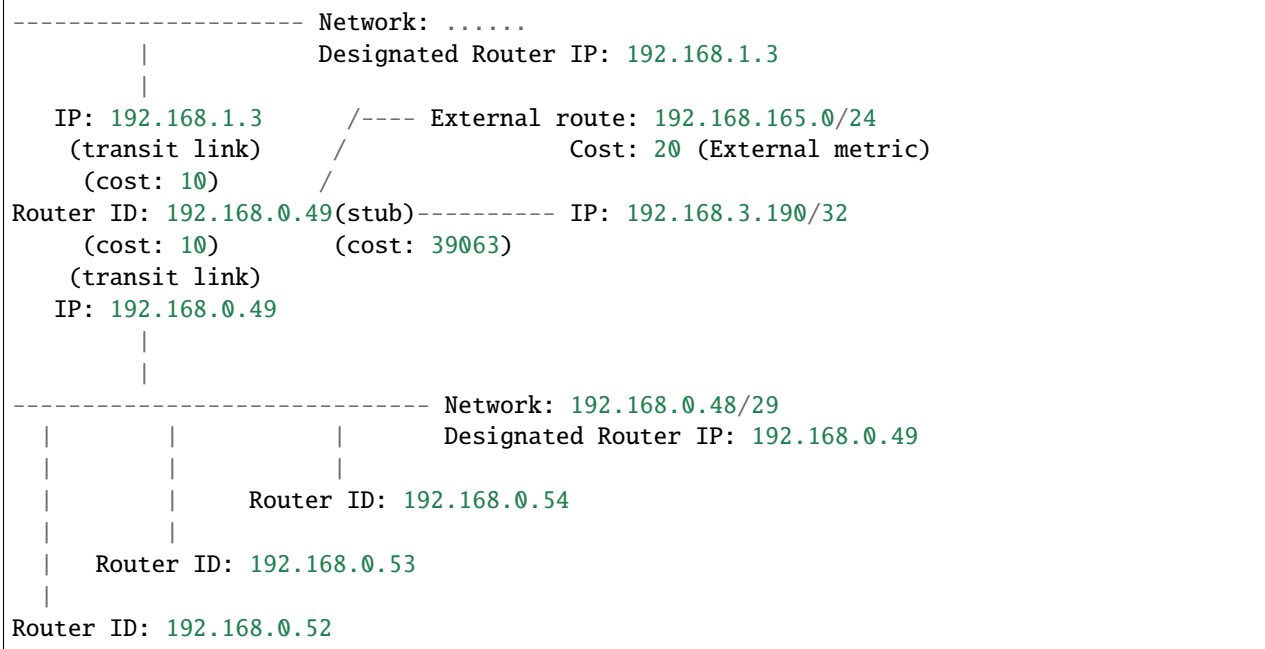 --------------------- Network: ......
| Designated Router IP: 192.168.1.3
|
IP: 192.168.1.3 /---- External route: 192.168.165.0/24
(transit link) / Cost: 20 (External metric)
(cost: 10) /
Router ID: 192.168.0.49(stub)---------- IP: 192.168.3.190/32
(cost: 10) (cost: 39063)
(transit link)
IP: 192.168.0.49
|
|
------------------------------ Network: 192.168.0.48/29
| | | Designated Router IP: 192.168.0.49
| | |
| | Router ID: 192.168.0.54
| |
| Router ID: 192.168.0.53
|
Router ID: 192.168.0.52